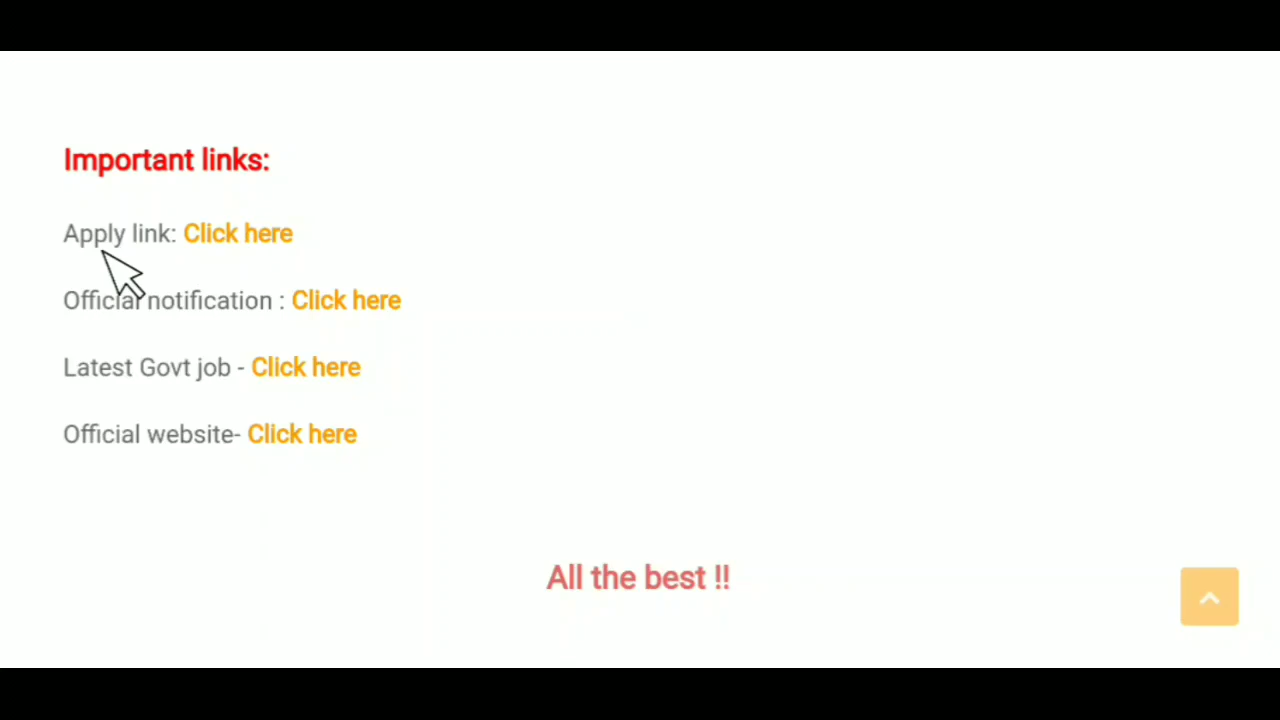 Important links:
Apply link: Click here
Official notification : Click here
Latest Govt job - Click here
Official website- Click here
All the best !!